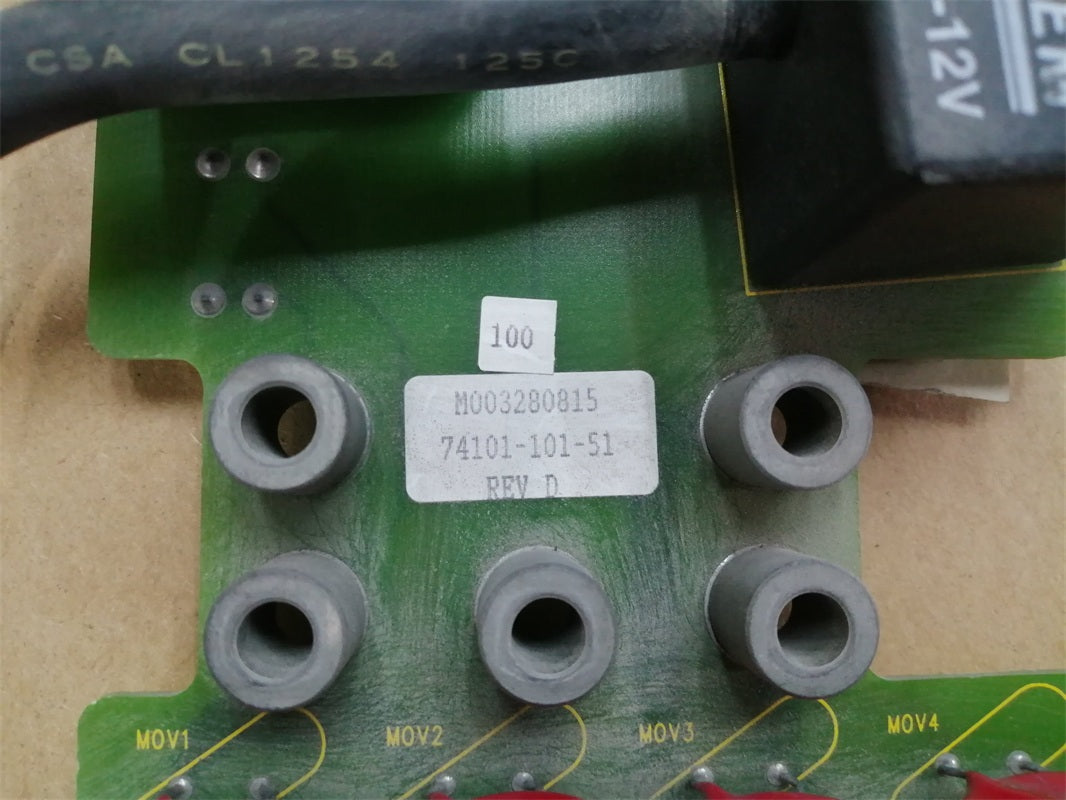 CSA CL1254 125C
-12V
100
M003280815
74101-101-51
REV D
MOV1 MOV2 MOV3 MOV4